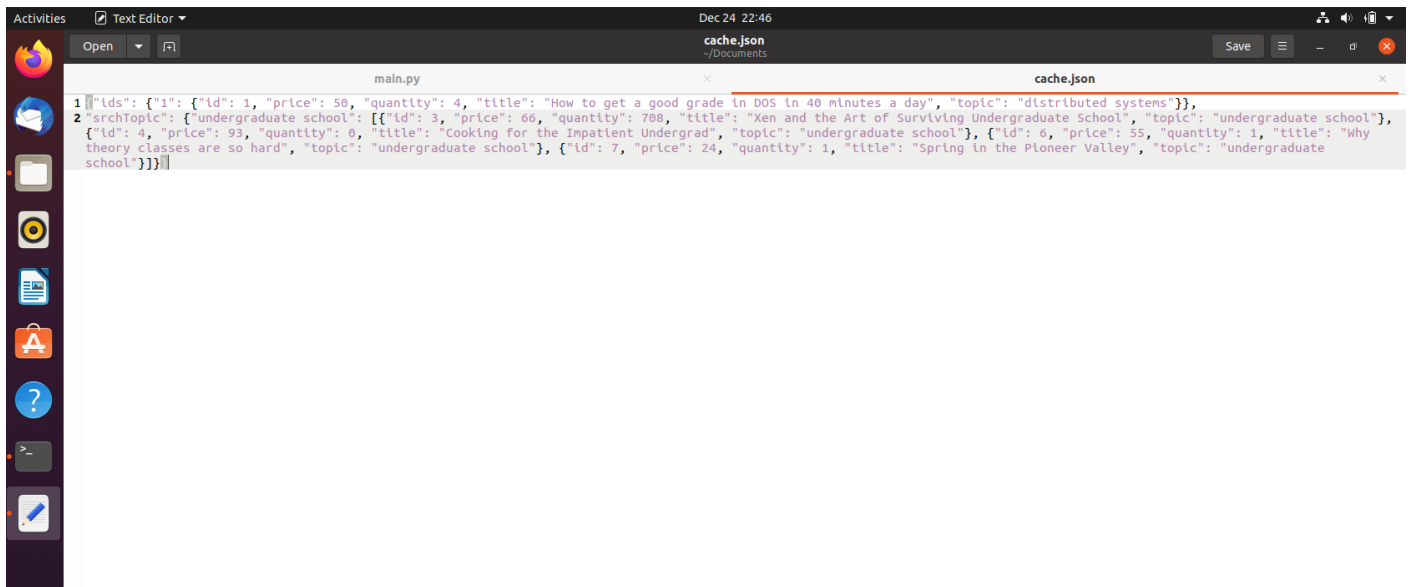 Activities Text Editor Dec 24 22:46
Open cache.json Save
~/Documents
main.py cache.json
1 {"ids": {"1": {"id": 1, "price": 50, "quantity": 4, "title": "How to get a good grade in DOS in 40 minutes a day", "topic": "distributed systems"}},
2 "srchTopic": {"undergraduate school": [{"id": 3, "price": 66, "quantity": 708, "title": "Xen and the Art of Surviving Undergraduate School", "topic": "undergraduate school"},
{"id": 4, "price": 93, "quantity": 0, "title": "Cooking for the Impatient Undergrad", "topic": "undergraduate school"}, {"id": 6, "price": 55, "quantity": 1, "title": "Why
theory classes are so hard", "topic": "undergraduate school"}, {"id": 7, "price": 24, "quantity": 1, "title": "Spring in the Pioneer Valley", "topic": "undergraduate
school"}]}}